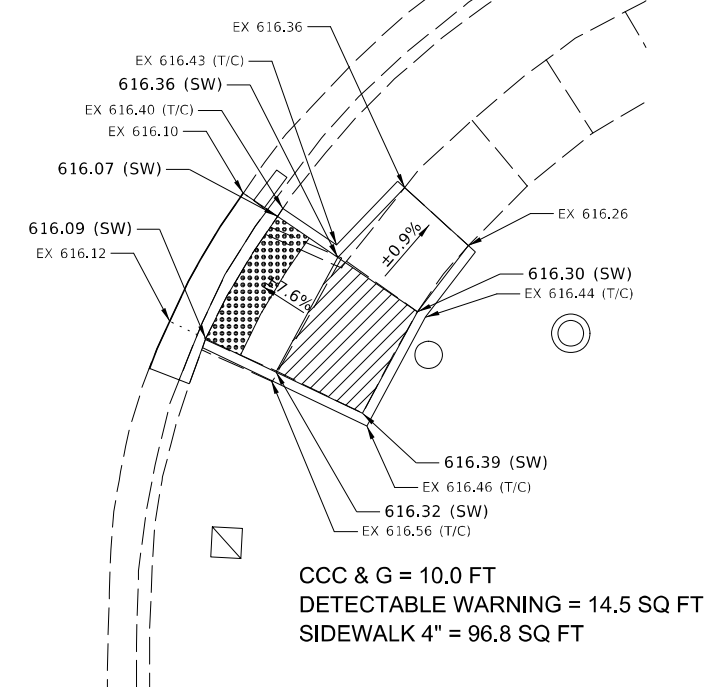 EX 616.36
EX 616.43 (T/C)
616.36 (SW)
EX 616.40 (T/C)
EX 616.10
616.07 (SW)
616.09 (SW)
EX 616.12
±0.9%
EX 616.26
616.30 (SW)
EX 616.44 (T/C)
7.6%
616.39 (SW)
EX 616.46 (T/C)
616.32 (SW)
EX 616.56 (T/C)
CCC & G = 10.0 FT
DETECTABLE WARNING = 14.5 SQ FT
SIDEWALK 4" = 96.8 SQ FT